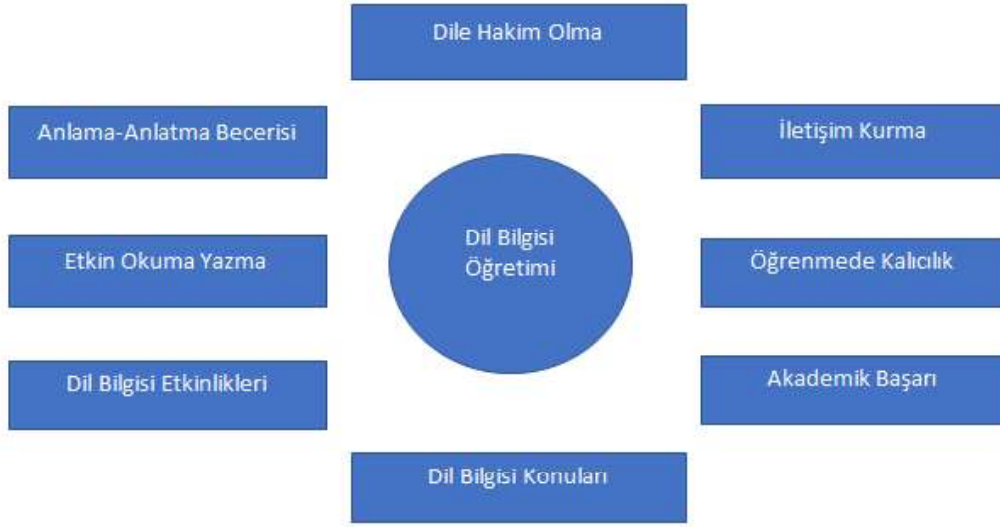 Dile Hakim Olma
Anlama-Anlatma Becerisi
İletişim Kurma
Dil Bilgisi
Öğretimi
Etkin Okuma Yazma
Öğrenmede Kalıcılık
Dil Bilgisi Etkinlikleri
Akademik Başarı
Dil Bilgisi Konuları